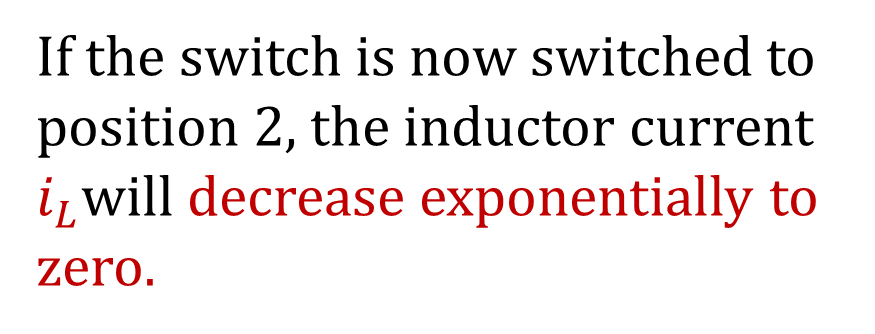 If the switch is now switched to
position 2, the inductor current
i_L will decrease exponentially to
zero.